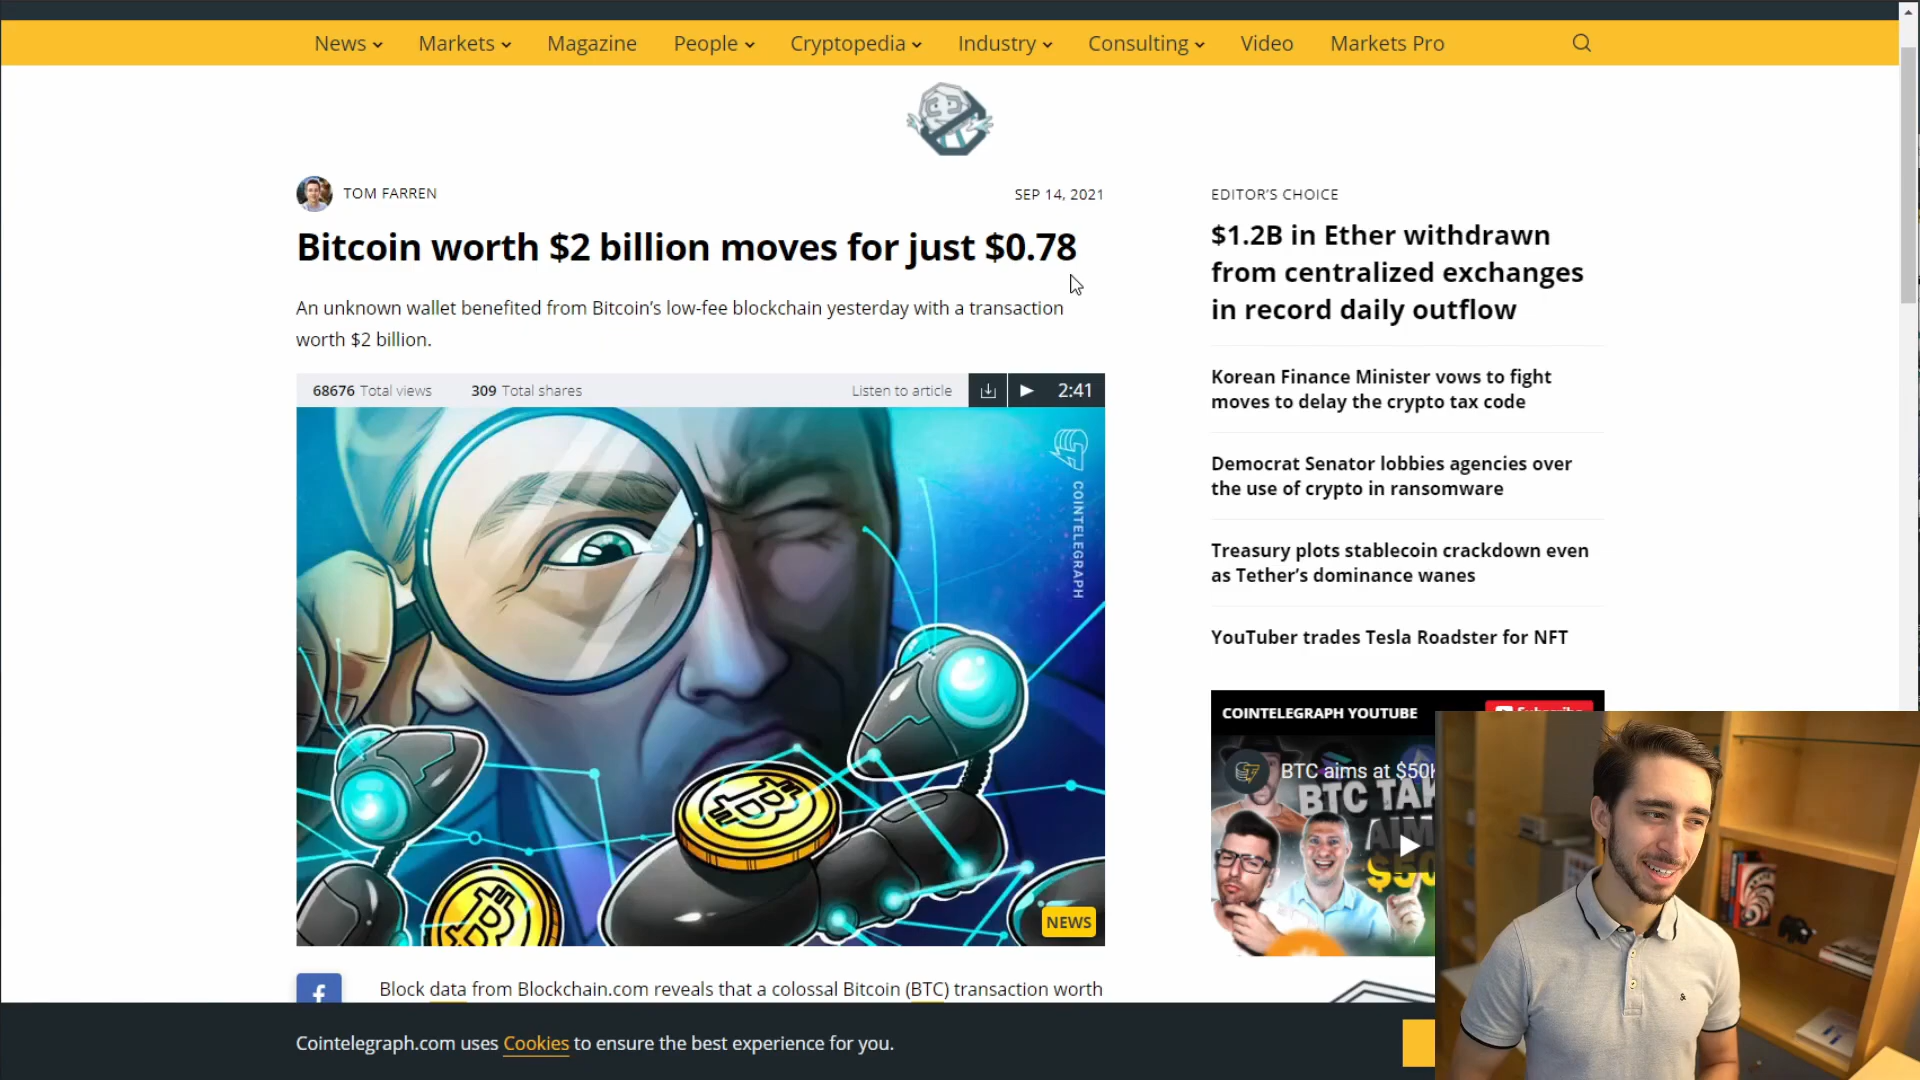 News Markets Magazine People Cryptopedia Industry Consulting Video Markets Pro
TOM FARREN
SEP 14, 2021
Bitcoin worth $2 billion moves for just $0.78
An unknown wallet benefited from Bitcoin’s low-fee blockchain yesterday with a transaction
worth $2 billion.
68676 Total views 309 Total shares
Listen to article
2:41
COINTELEGRAPH
NEWS
Block data from Blockchain.com reveals that a colossal Bitcoin (BTC) transaction worth
EDITOR’S CHOICE
$1.2B in Ether withdrawn
from centralized exchanges
in record daily outflow
Korean Finance Minister vows to fight
moves to delay the crypto tax code
Democrat Senator lobbies agencies over
the use of crypto in ransomware
Treasury plots stablecoin crackdown even
as Tether’s dominance wanes
YouTuber trades Tesla Roadster for NFT
COINTELEGRAPH YOUTUBE
Subscribe
BTC aims at $50
BTC TA
AIM
$50
Cointelegraph.com uses Cookies to ensure the best experience for you.